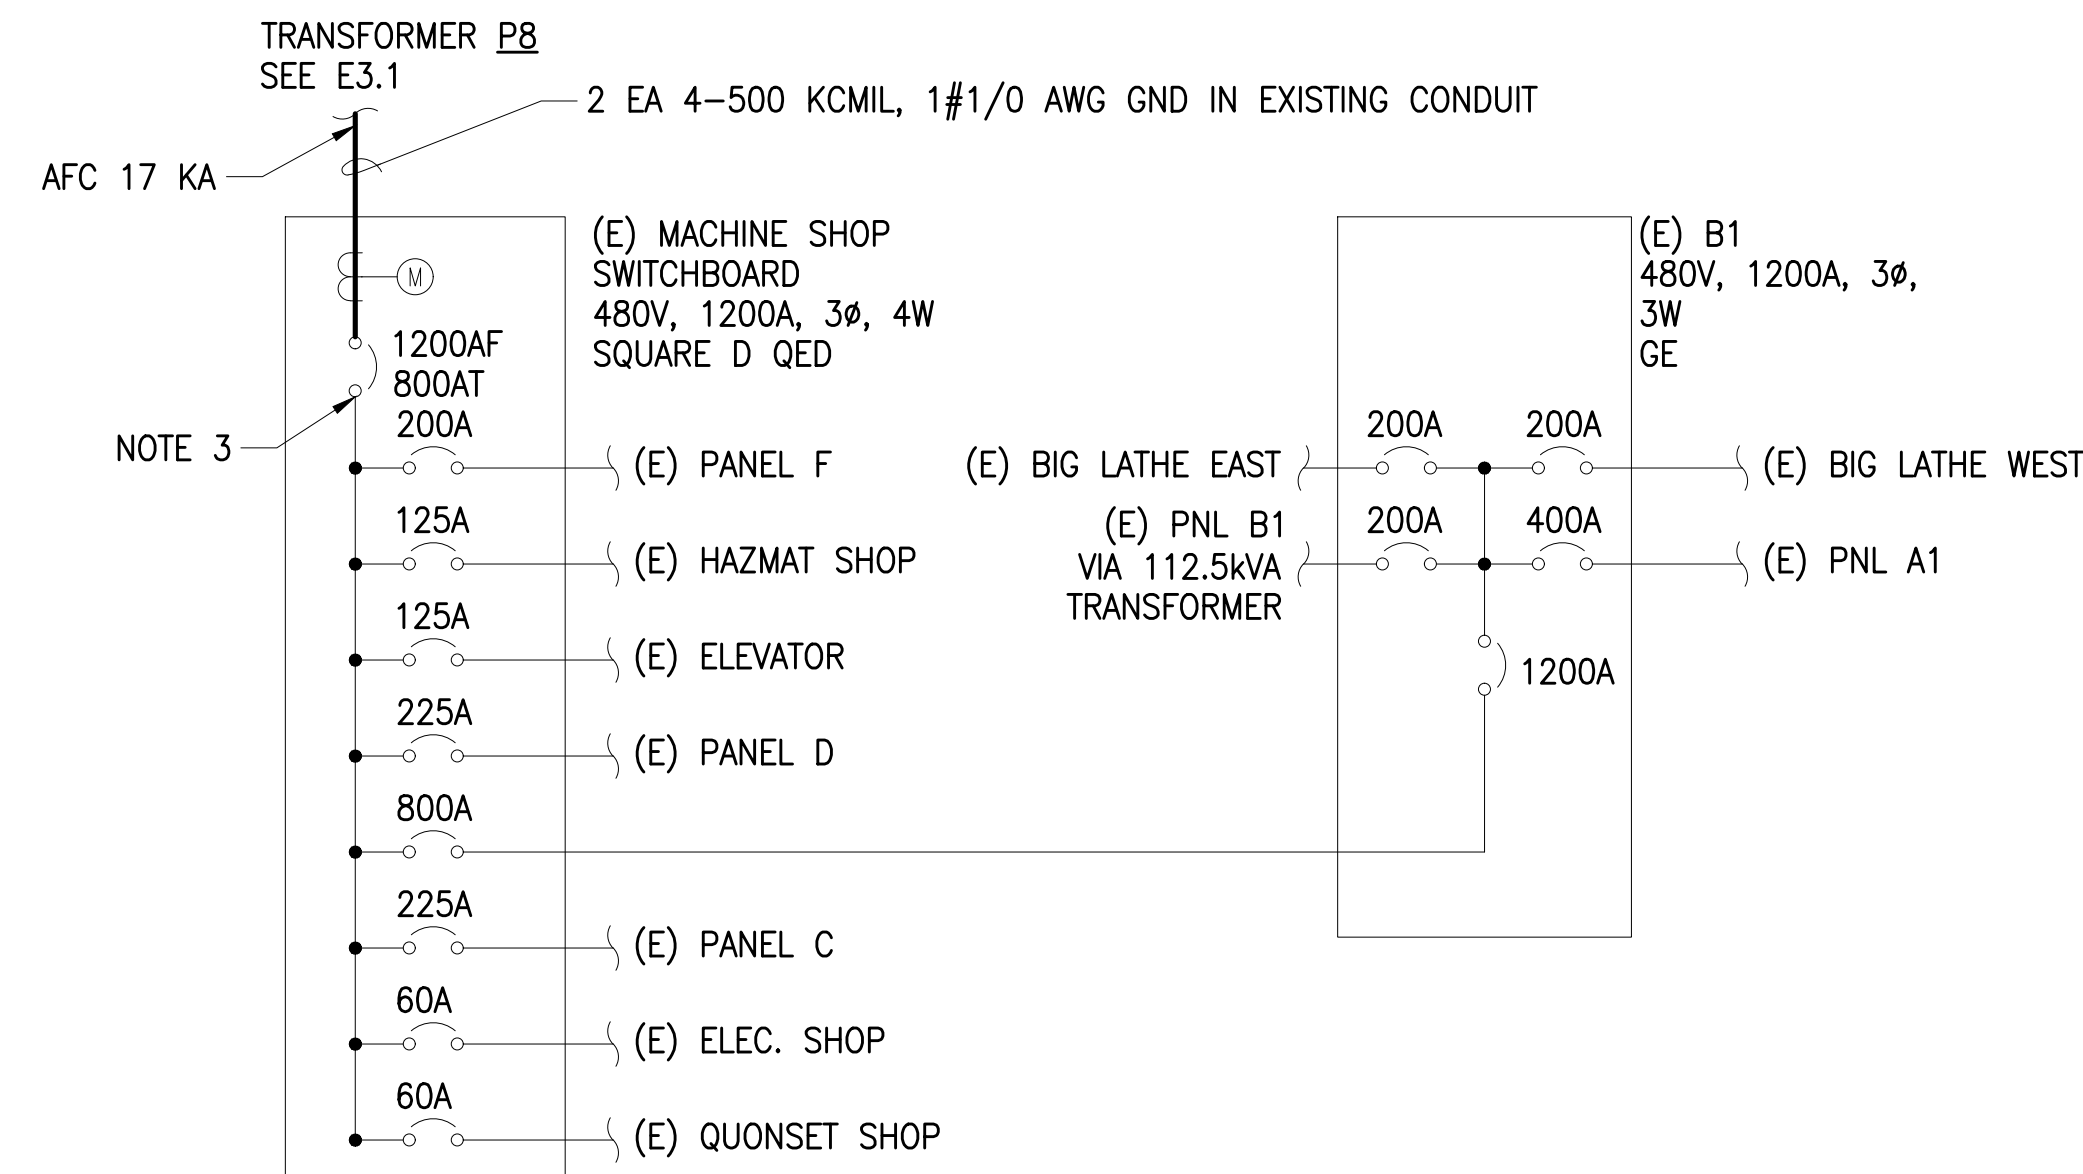 TRANSFORMER P8
SEE E3.1
2 EA 4-500 KCMIL, 1#1/0 AWG GND IN EXISTING CONDUIT
AFC 17 KA
(E) MACHINE SHOP
SWITCHBOARD
480V, 1200A, 3ø, 4W
SQUARE D QED
M
1200AF
800AT
NOTE 3
200A
(E) PANEL F
125A
(E) HAZMAT SHOP
125A
(E) ELEVATOR
225A
(E) PANEL D
800A
225A
(E) PANEL C
60A
(E) ELEC. SHOP
60A
(E) QUONSET SHOP
(E) B1
480V, 1200A, 3ø,
3W
GE
200A
200A
(E) BIG LATHE EAST
(E) BIG LATHE WEST
(E) PNL B1
VIA 112.5kVA
TRANSFORMER
200A
400A
(E) PNL A1
1200A